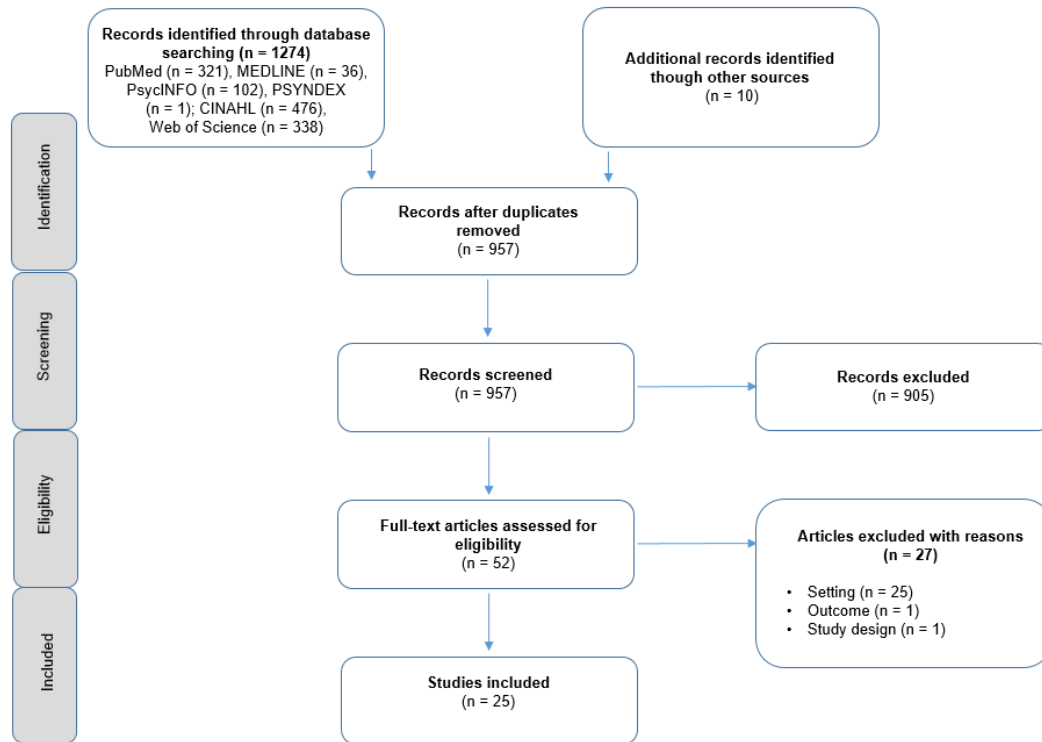 Records identified through database
searching (n = 1274)
PubMed (n = 321), MEDLINE (n = 36),
PsycINFO (n = 102), PSYNDEX
(n = 1); CINAHL (n = 476),
Web of Science (n = 338)
Additional records identified
though other sources
(n = 10)
Identification
Records after duplicates
removed
(n = 957)
Screening
Records screened
(n = 957)
Records excluded
(n = 905)
Eligibility
Full-text articles assessed for
eligibility
(n = 52)
Articles excluded with reasons
(n = 27)
• Setting (n = 25)
• Outcome (n = 1)
• Study design (n = 1)
Included
Studies included
(n = 25)